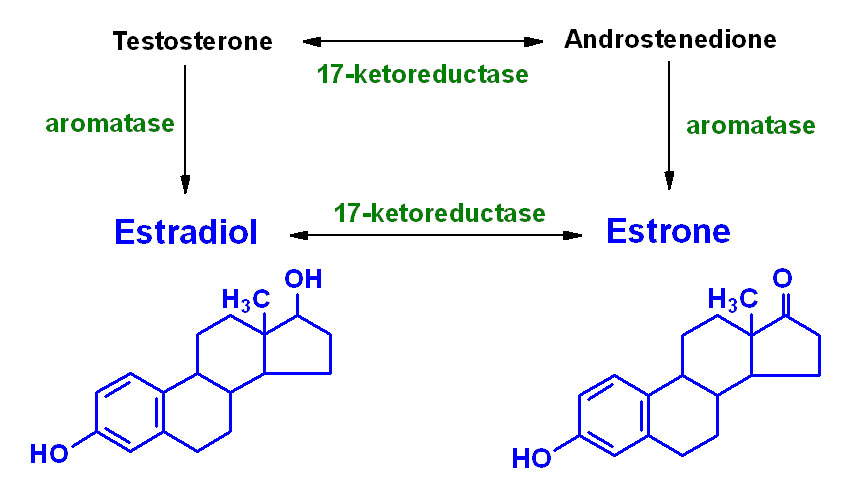 Testosterone
Androstenedione
17-ketoreductase
aromatase
aromatase
17-ketoreductase
Estradiol
Estrone
OH
H₃C
HO
O
H₃C
HO